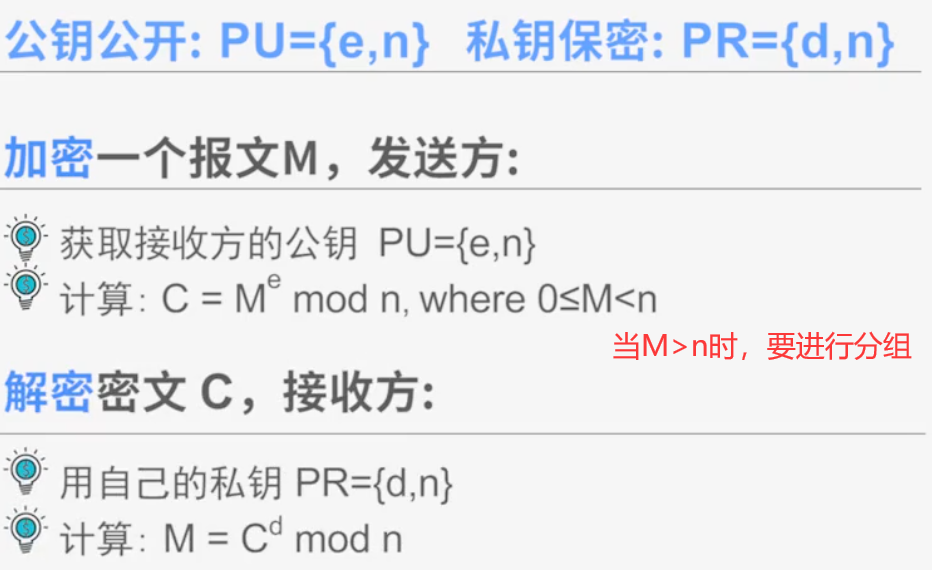 公钥公开: PU={e,n} 私钥保密: PR={d,n}
加密一个报文M，发送方:
获取接收方的公钥 PU={e,n}
计算: C = Mᵉ mod n, where 0≤M<n
当M>n时，要进行分组
解密密文 C，接收方:
用自己的私钥 PR={d,n}
计算: M = Cᵈ mod n